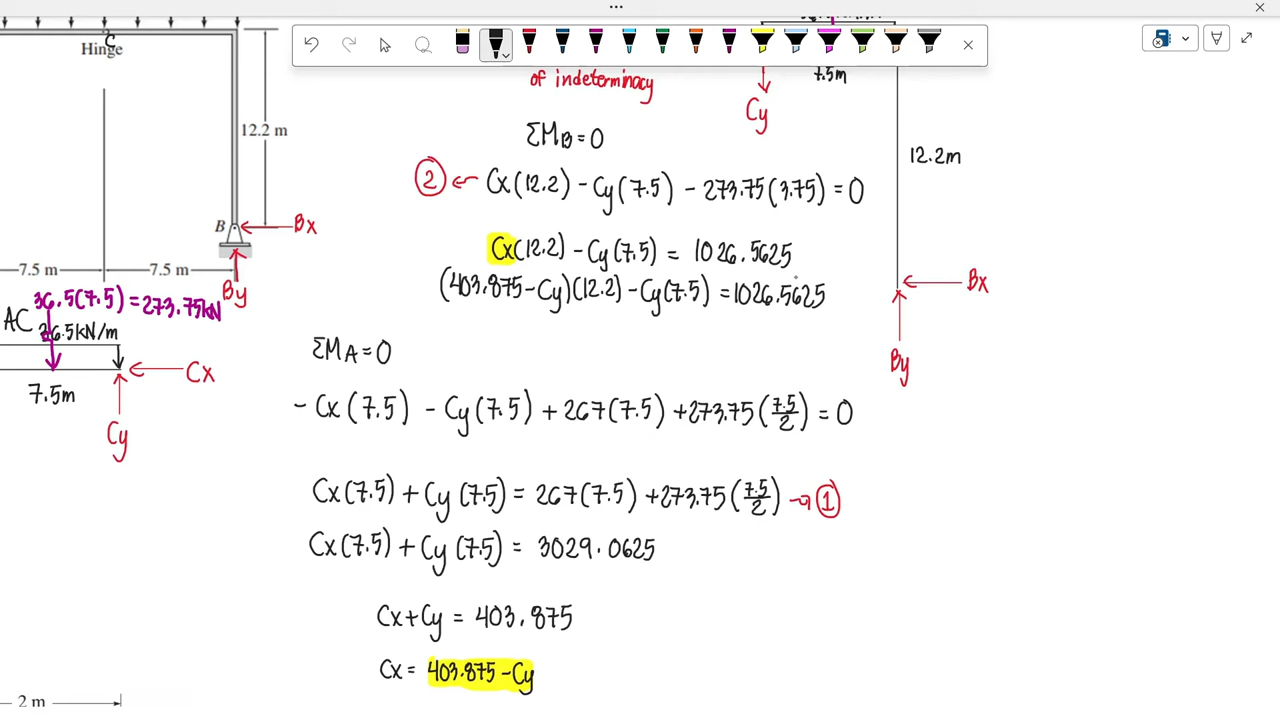 C
Hinge
12.2 m
B
Bx
7.5 m
7.5 m
By
36.5(7.5)=273.75kN
AC
36.5kN/m
Cx
7.5m
Cy
2 m
of indeterminacy
7.5m
Cy
12.2m
Bx
By
ΣMB=0
② ← Cx(12.2) - Cy(7.5) - 273.75(3.75) = 0
Cx(12.2) - Cy(7.5) = 1026.5625
(403.875 - Cy)(12.2) - Cy(7.5) = 1026.5625
ΣMA=0
- Cx(7.5) - Cy(7.5) + 267(7.5) + 273.75(7.5/2) = 0
Cx(7.5) + Cy(7.5) = 267(7.5) + 273.75(7.5/2) → ①
Cx(7.5) + Cy(7.5) = 3029.0625
Cx+Cy = 403.875
Cx = 403.875 - Cy